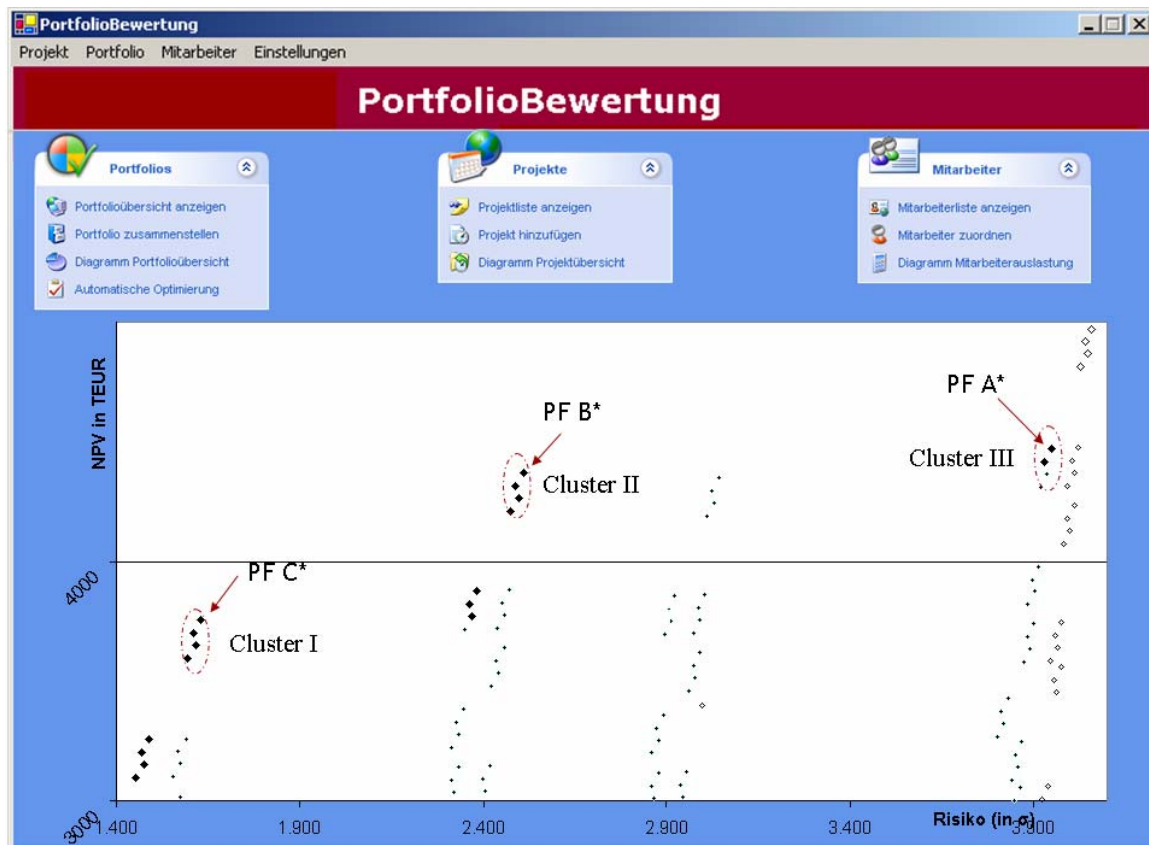 PortfolioBewertung
Projekt Portfolio Mitarbeiter Einstellungen
PortfolioBewertung
Portfolios
Portfolioübersicht anzeigen
Portfolio zusammenstellen
Diagramm Portfolioübersicht
Automatische Optimierung
Projekte
Projektliste anzeigen
Projekt hinzufügen
Diagramm Projektübersicht
Mitarbeiter
Mitarbeiterliste anzeigen
Mitarbeiter zuordnen
Diagramm Mitarbeiterauslastung
NPV in TEUR
PF A*
PF B*
Cluster III
Cluster II
4000
PF C*
Cluster I
3000
Risiko (in σ)
1.400 1.900 2.400 2.900 3.400 3.900